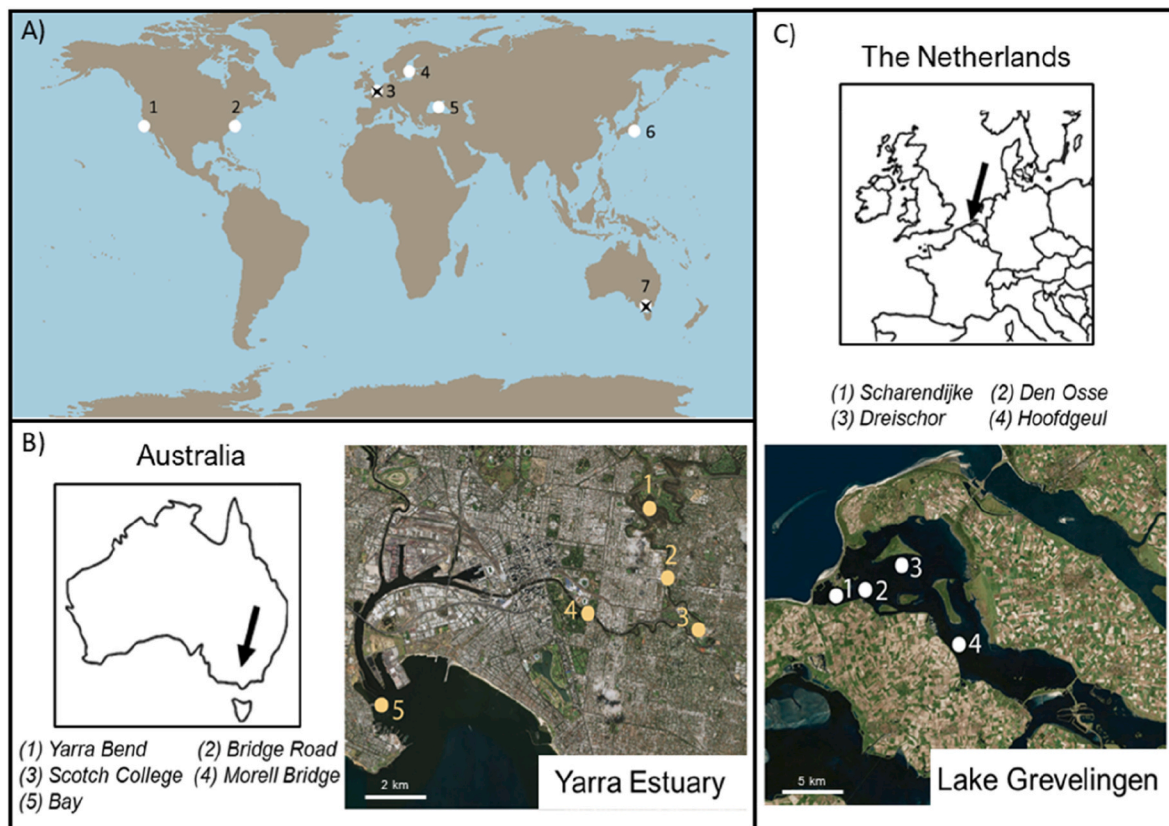 A)
1
2
3
4
5
6
7
B)
Australia
(1) Yarra Bend (2) Bridge Road
(3) Scotch College (4) Morell Bridge
(5) Bay
1
2
3
4
5
2 km
Yarra Estuary
C)
The Netherlands
(1) Scharendijke (2) Den Osse
(3) Dreischor (4) Hoofdgeul
1
2
3
4
5 km
Lake Grevelingen